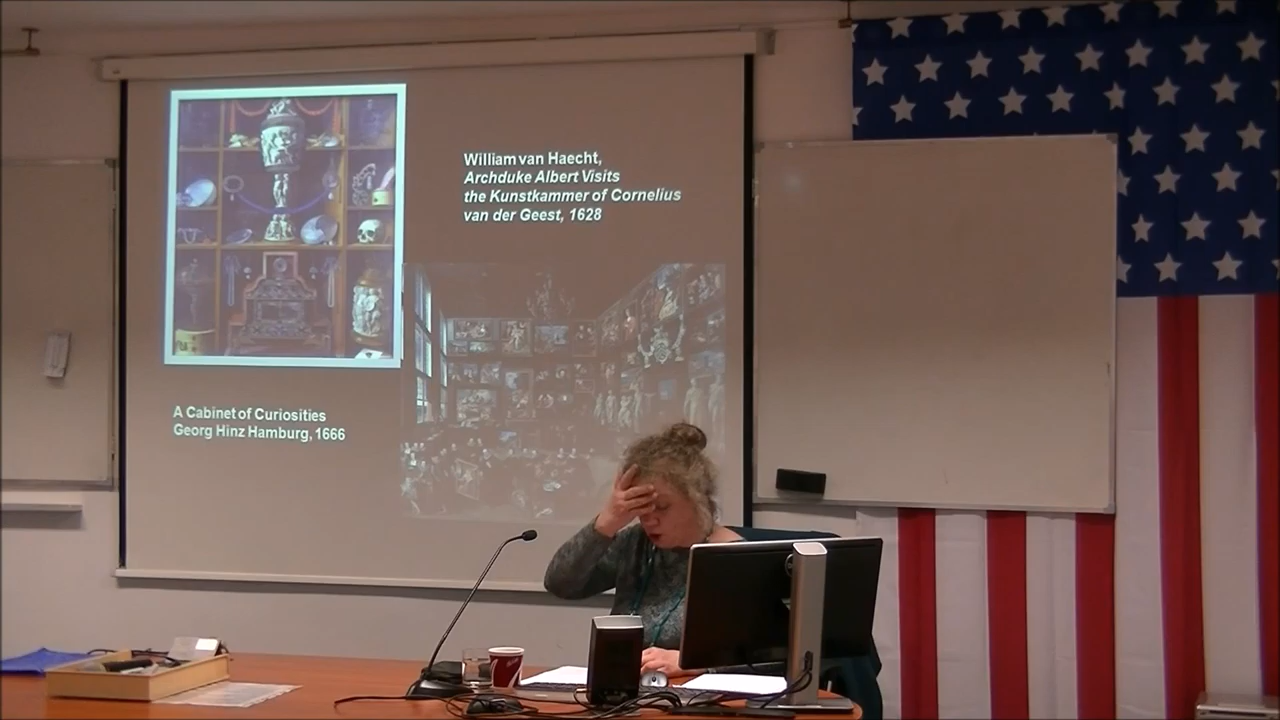 William van Haecht,
Archduke Albert Visits
the Kunstkammer of Cornelius
van der Geest, 1628
A Cabinet of Curiosities
Georg Hinz Hamburg, 1666